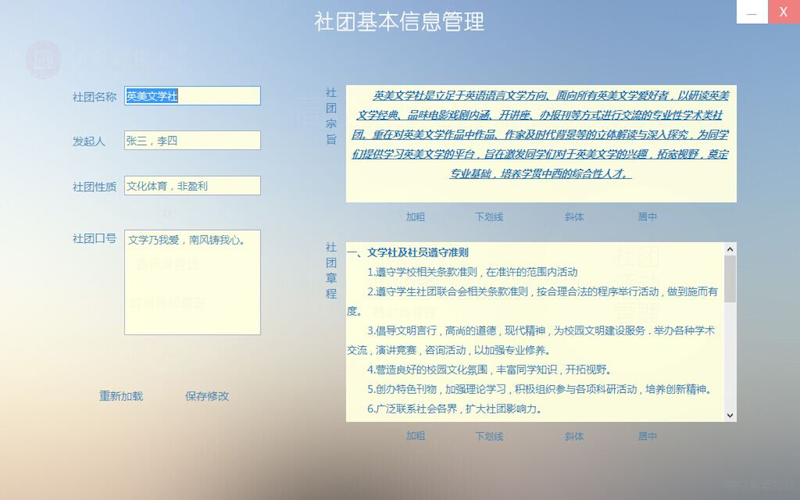 社团基本信息管理
社团名称
英美文学社
发起人
张三，李四
社团性质
文化体育，非盈利
社团口号
文学乃我爱，南风铸我心。
重新加载
保存修改
社团宗旨
英美文学社是立足于英语语言文学方向、面向所有英美文学爱好者，以研读英美
文学经典、品味电影戏剧内涵、开讲座、办报刊等方式进行交流的专业性学术类社
团。重在对英美文学作品中作品、作家及时代背景等的立体解读与深入探究，为同学
们提供学习英美文学的平台，旨在激发同学们对于英美文学的兴趣，拓宽视野，奠定
专业基础，培养学贯中西的综合性人才。
加粗 下划线 斜体 居中
社团章程
一、文学社及社员遵守准则
1.遵守学校相关条款准则，在准许的范围内活动
2.遵守学生社团联合会相关条款准则，按合理合法的程序举行活动，做到施而有
度。
3.倡导文明言行，高尚的道德，现代精神，为校园文明建设服务．举办各种学术
交流，演讲竞赛，咨询活动，以加强专业修养。
4.营造良好的校园文化氛围，丰富同学知识，开拓视野。
5.创办特色刊物，加强理论学习，积极组织参与各项科研活动，培养创新精神。
6.广泛联系社会各界，扩大社团影响力。
加粗 下划线 斜体 居中